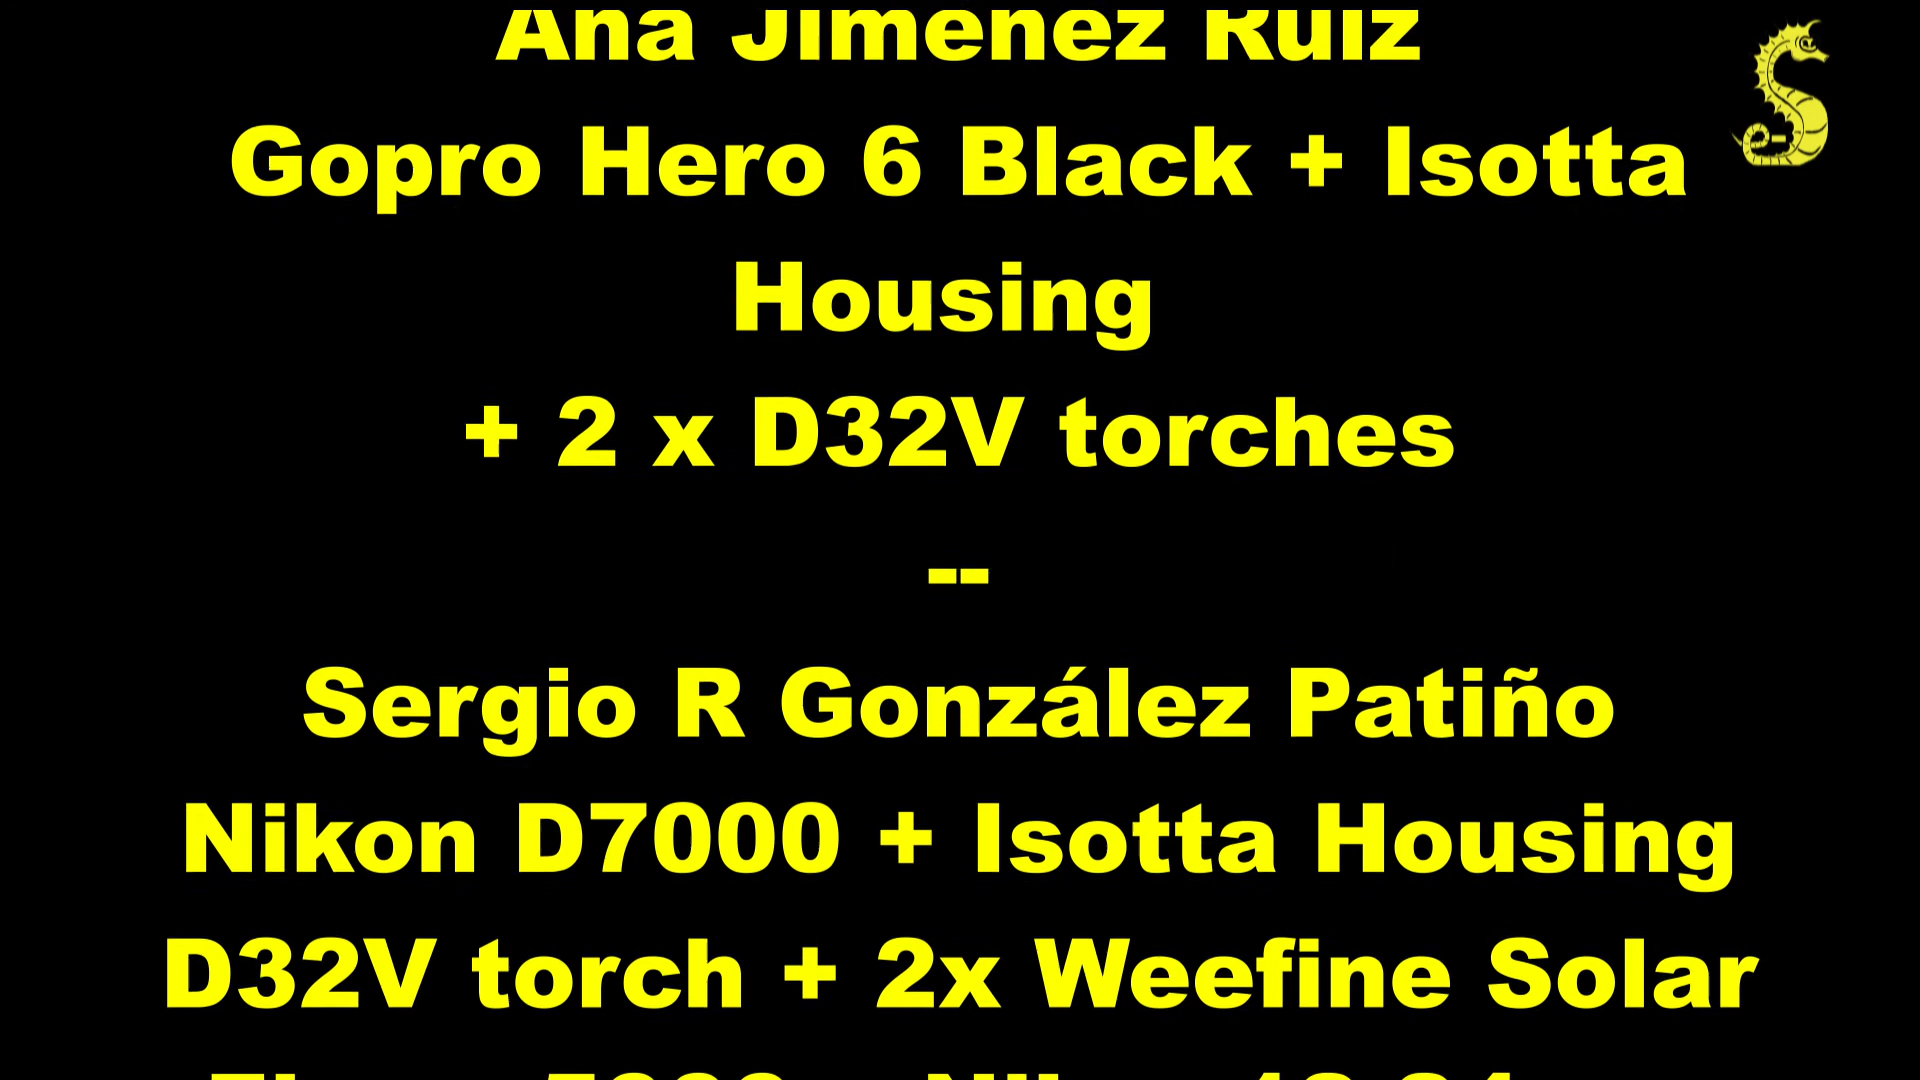 Ana Jimenez Ruiz
Gopro Hero 6 Black + Isotta
Housing
+ 2 x D32V torches
--
Sergio R González Patiño
Nikon D7000 + Isotta Housing
D32V torch + 2x Weefine Solar